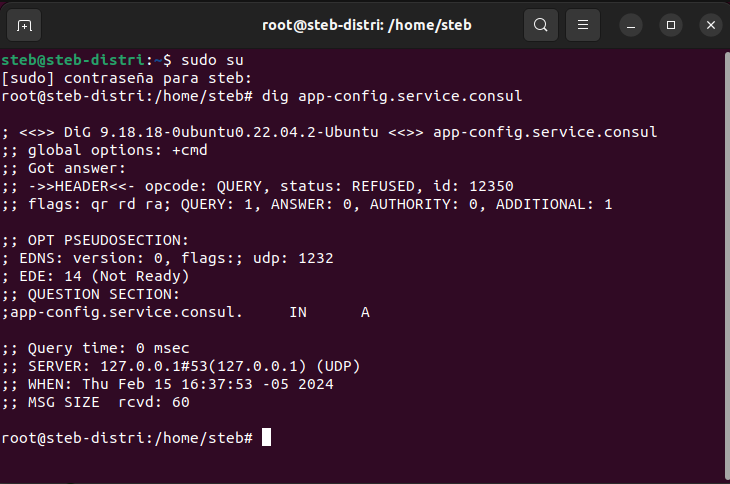 root@steb-distri: /home/steb
steb@steb-distri:~$ sudo su
[sudo] contraseña para steb:
root@steb-distri:/home/steb# dig app-config.service.consul
; <<>> DiG 9.18.18-0ubuntu0.22.04.2-Ubuntu <<>> app-config.service.consul
;; global options: +cmd
;; Got answer:
;; ->>HEADER<<- opcode: QUERY, status: REFUSED, id: 12350
;; flags: qr rd ra; QUERY: 1, ANSWER: 0, AUTHORITY: 0, ADDITIONAL: 1
;; OPT PSEUDOSECTION:
; EDNS: version: 0, flags:; udp: 1232
; EDE: 14 (Not Ready)
;; QUESTION SECTION:
;app-config.service.consul.     IN      A
;; Query time: 0 msec
;; SERVER: 127.0.0.1#53(127.0.0.1) (UDP)
;; WHEN: Thu Feb 15 16:37:53 -05 2024
;; MSG SIZE  rcvd: 60
root@steb-distri:/home/steb#